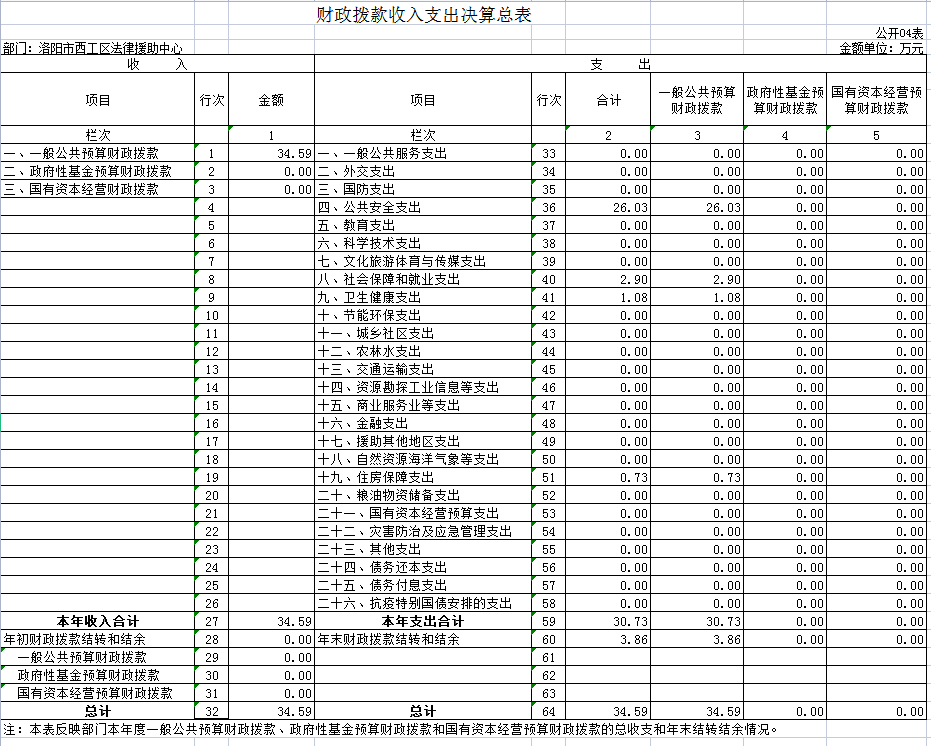 财政拨款收入支出决算总表
公开04表
部门：洛阳市西工区法律援助中心 金额单位：万元
收 入 支 出
项目 行次 金额 项目 行次 合计 一般公共预算财政拨款 政府性基金预算财政拨款 国有资本经营预算财政拨款
栏次 1 栏次 2 3 4 5
一、一般公共预算财政拨款 1 34.59 一、一般公共服务支出 33 0.00 0.00 0.00 0.00
二、政府性基金预算财政拨款 2 0.00 二、外交支出 34 0.00 0.00 0.00 0.00
三、国有资本经营财政拨款 3 0.00 三、国防支出 35 0.00 0.00 0.00 0.00
4 四、公共安全支出 36 26.03 26.03 0.00 0.00
5 五、教育支出 37 0.00 0.00 0.00 0.00
6 六、科学技术支出 38 0.00 0.00 0.00 0.00
7 七、文化旅游体育与传媒支出 39 0.00 0.00 0.00 0.00
8 八、社会保障和就业支出 40 2.90 2.90 0.00 0.00
9 九、卫生健康支出 41 1.08 1.08 0.00 0.00
10 十、节能环保支出 42 0.00 0.00 0.00 0.00
11 十一、城乡社区支出 43 0.00 0.00 0.00 0.00
12 十二、农林水支出 44 0.00 0.00 0.00 0.00
13 十三、交通运输支出 45 0.00 0.00 0.00 0.00
14 十四、资源勘探工业信息等支出 46 0.00 0.00 0.00 0.00
15 十五、商业服务业等支出 47 0.00 0.00 0.00 0.00
16 十六、金融支出 48 0.00 0.00 0.00 0.00
17 十七、援助其他地区支出 49 0.00 0.00 0.00 0.00
18 十八、自然资源海洋气象等支出 50 0.00 0.00 0.00 0.00
19 十九、住房保障支出 51 0.73 0.73 0.00 0.00
20 二十、粮油物资储备支出 52 0.00 0.00 0.00 0.00
21 二十一、国有资本经营预算支出 53 0.00 0.00 0.00 0.00
22 二十二、灾害防治及应急管理支出 54 0.00 0.00 0.00 0.00
23 二十三、其他支出 55 0.00 0.00 0.00 0.00
24 二十四、债务还本支出 56 0.00 0.00 0.00 0.00
25 二十五、债务付息支出 57 0.00 0.00 0.00 0.00
26 二十六、抗疫特别国债安排的支出 58 0.00 0.00 0.00 0.00
本年收入合计 27 34.59 本年支出合计 59 30.73 30.73 0.00 0.00
年初财政拨款结转和结余 28 0.00 年末财政拨款结转和结余 60 3.86 3.86 0.00 0.00
一般公共预算财政拨款 29 0.00 61
政府性基金预算财政拨款 30 0.00 62
国有资本经营预算财政拨款 31 0.00 63
总计 32 34.59 总计 64 34.59 34.59 0.00 0.00
注：本表反映部门本年度一般公共预算财政拨款、政府性基金预算财政拨款和国有资本经营预算财政拨款的总收支和年末结转结余情况。